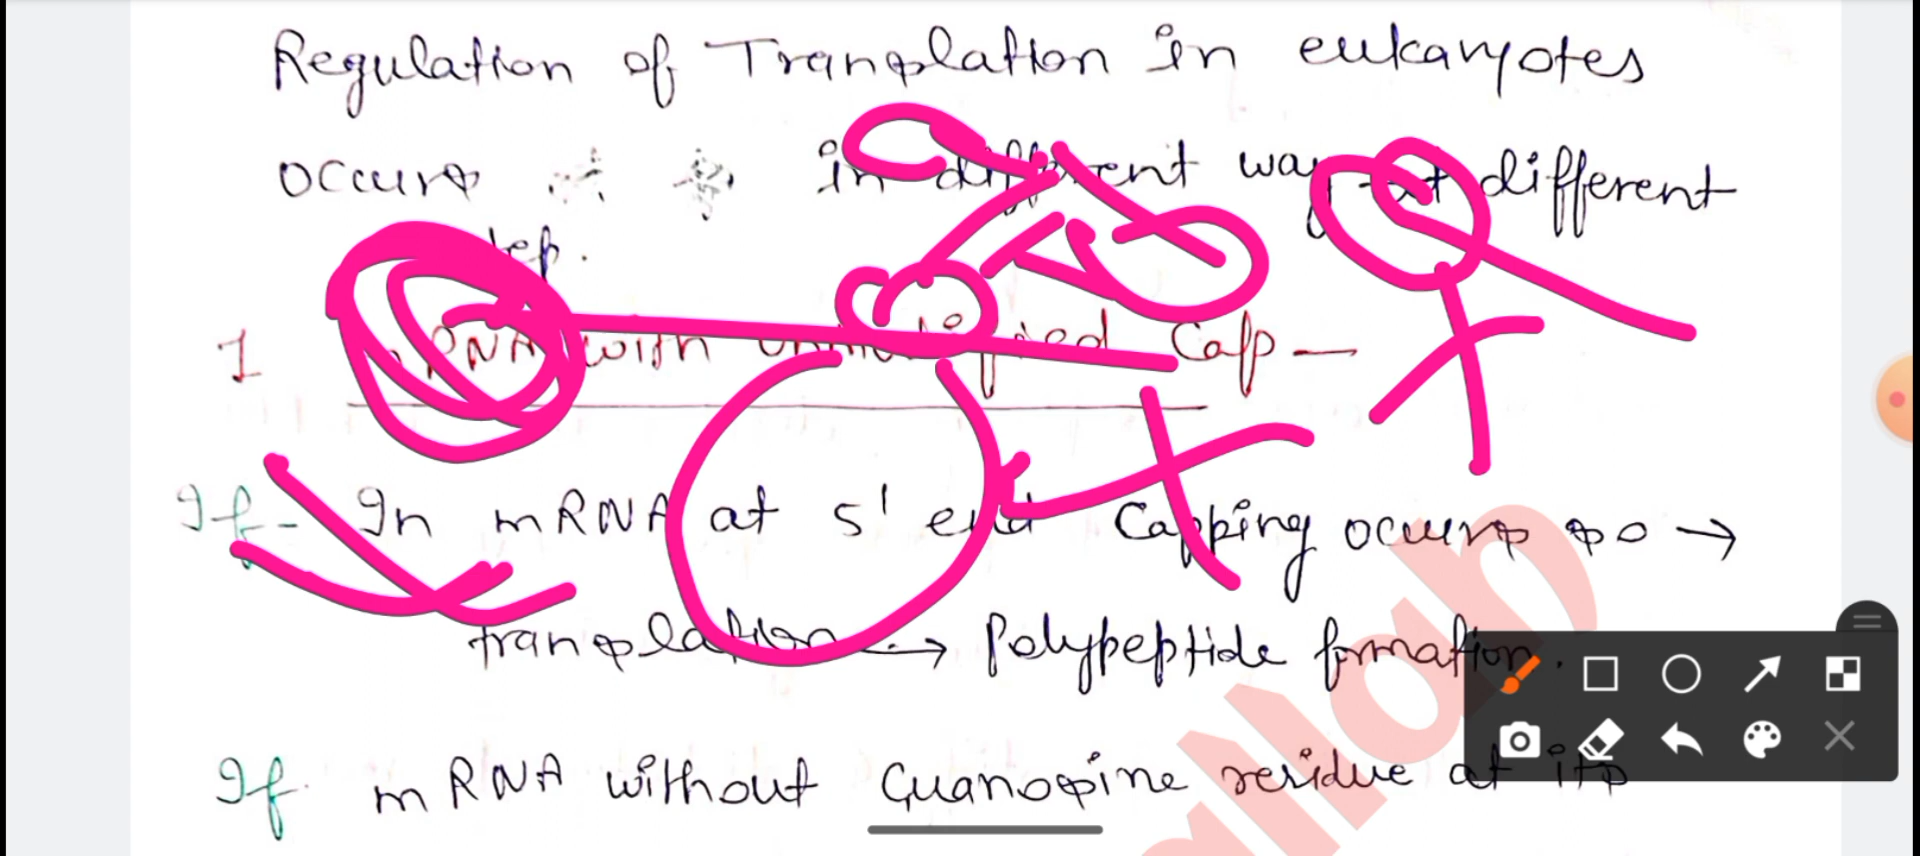 Regulation of Translation in eukaryotes
occurs in different way at different
step.
1 mRNA with unmodified Cap —
If - In mRNA at 5' end Capping occurs so →
translation → Polypeptide formation.
If mRNA without Guanosine residue at its